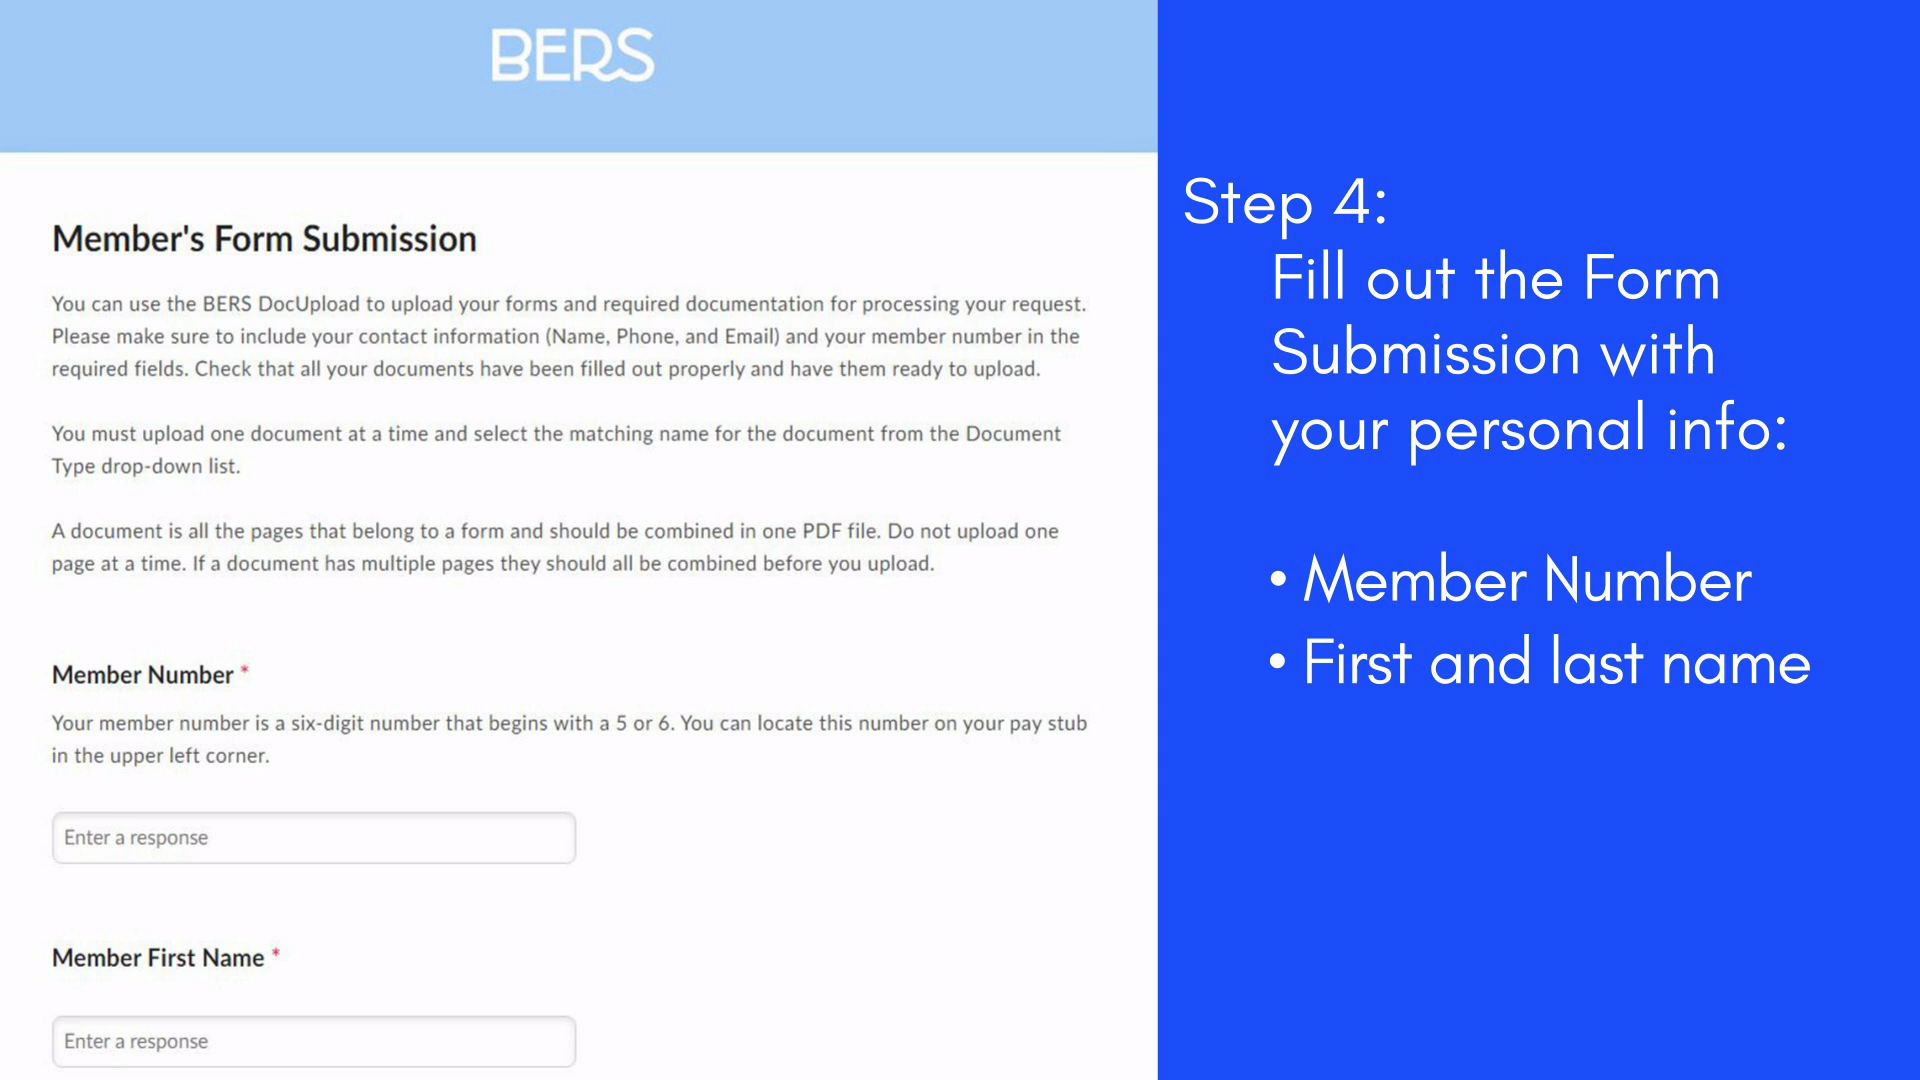 BERS
Member's Form Submission
You can use the BERS DocUpload to upload your forms and required documentation for processing your request.
Please make sure to include your contact information (Name, Phone, and Email) and your member number in the
required fields. Check that all your documents have been filled out properly and have them ready to upload.
You must upload one document at a time and select the matching name for the document from the Document
Type drop-down list.
A document is all the pages that belong to a form and should be combined in one PDF file. Do not upload one
page at a time. If a document has multiple pages they should all be combined before you upload.
Member Number *
Your member number is a six-digit number that begins with a 5 or 6. You can locate this number on your pay stub
in the upper left corner.
Enter a response
Member First Name *
Enter a response
Step 4:
Fill out the Form
Submission with
your personal info:
• Member Number
• First and last name